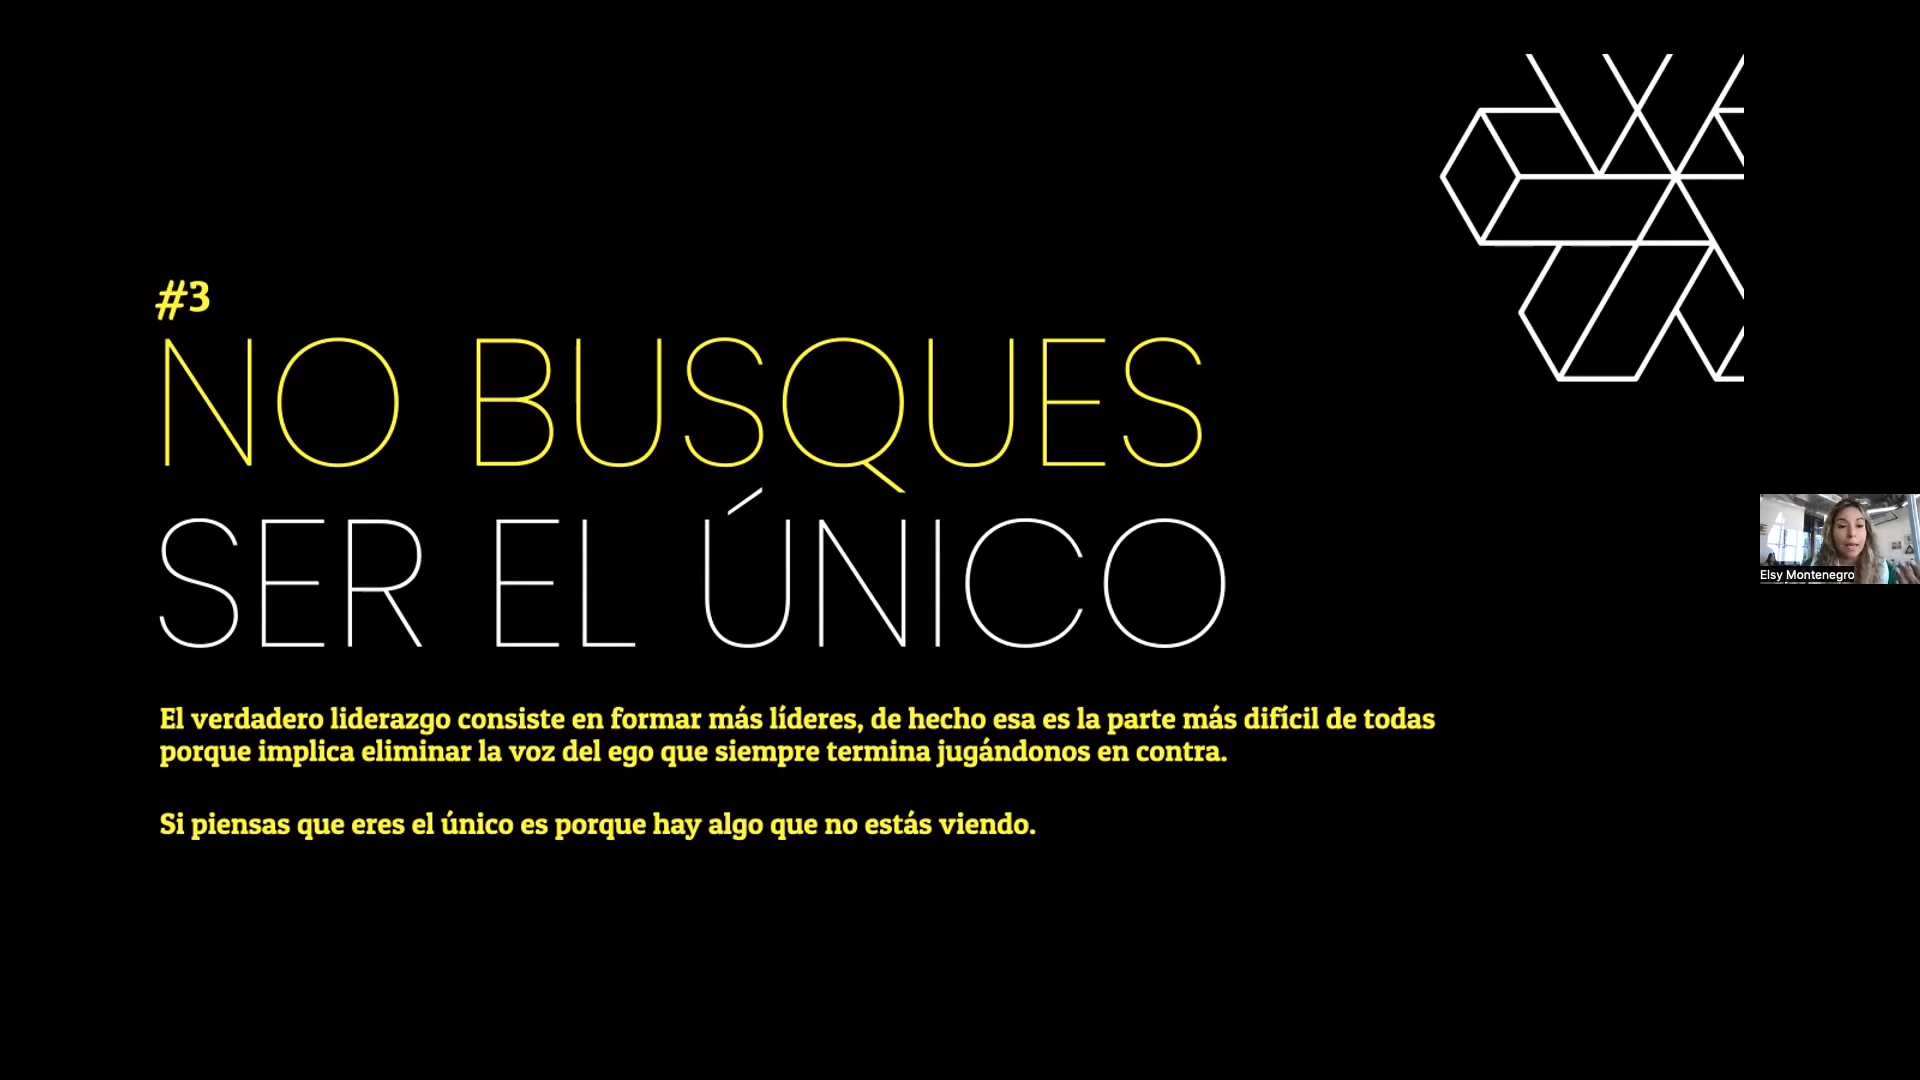 #3
NO BUSQUES
SER EL ÚNICO
El verdadero liderazgo consiste en formar más líderes, de hecho esa es la parte más difícil de todas
porque implica eliminar la voz del ego que siempre termina jugándonos en contra.
Si piensas que eres el único es porque hay algo que no estás viendo.
Elsy Montenegro